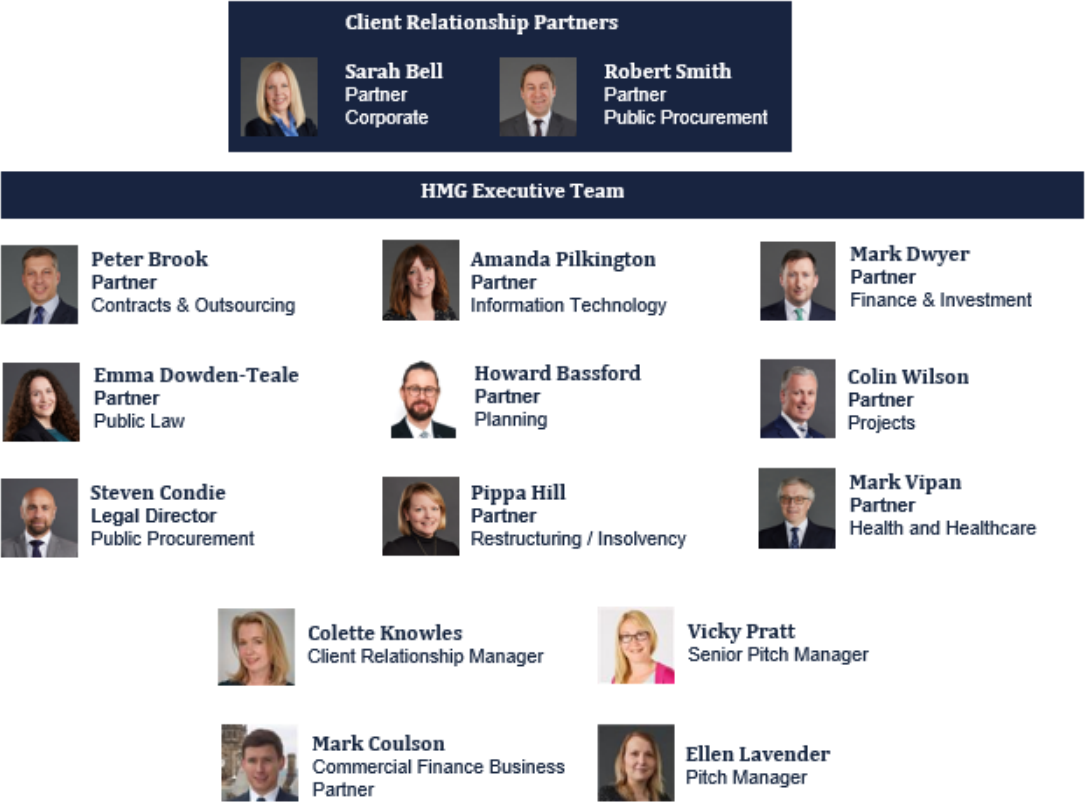 Client Relationship Partners
Sarah Bell
Partner
Corporate
Robert Smith
Partner
Public Procurement
HMG Executive Team
Peter Brook
Partner
Contracts & Outsourcing
Amanda Pilkington
Partner
Information Technology
Mark Dwyer
Partner
Finance & Investment
Emma Dowden-Teale
Partner
Public Law
Howard Bassford
Partner
Planning
Colin Wilson
Partner
Projects
Steven Condie
Legal Director
Public Procurement
Pippa Hill
Partner
Restructuring / Insolvency
Mark Vipan
Partner
Health and Healthcare
Colette Knowles
Client Relationship Manager
Vicky Pratt
Senior Pitch Manager
Mark Coulson
Commercial Finance Business
Partner
Ellen Lavender
Pitch Manager